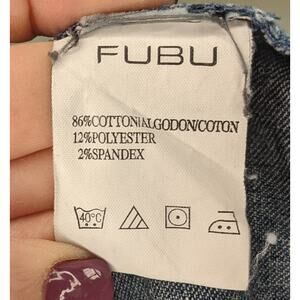 FUBU
86%COTTON/ALGODON/COTON
12%POLYESTER
2%SPANDEX
40°C